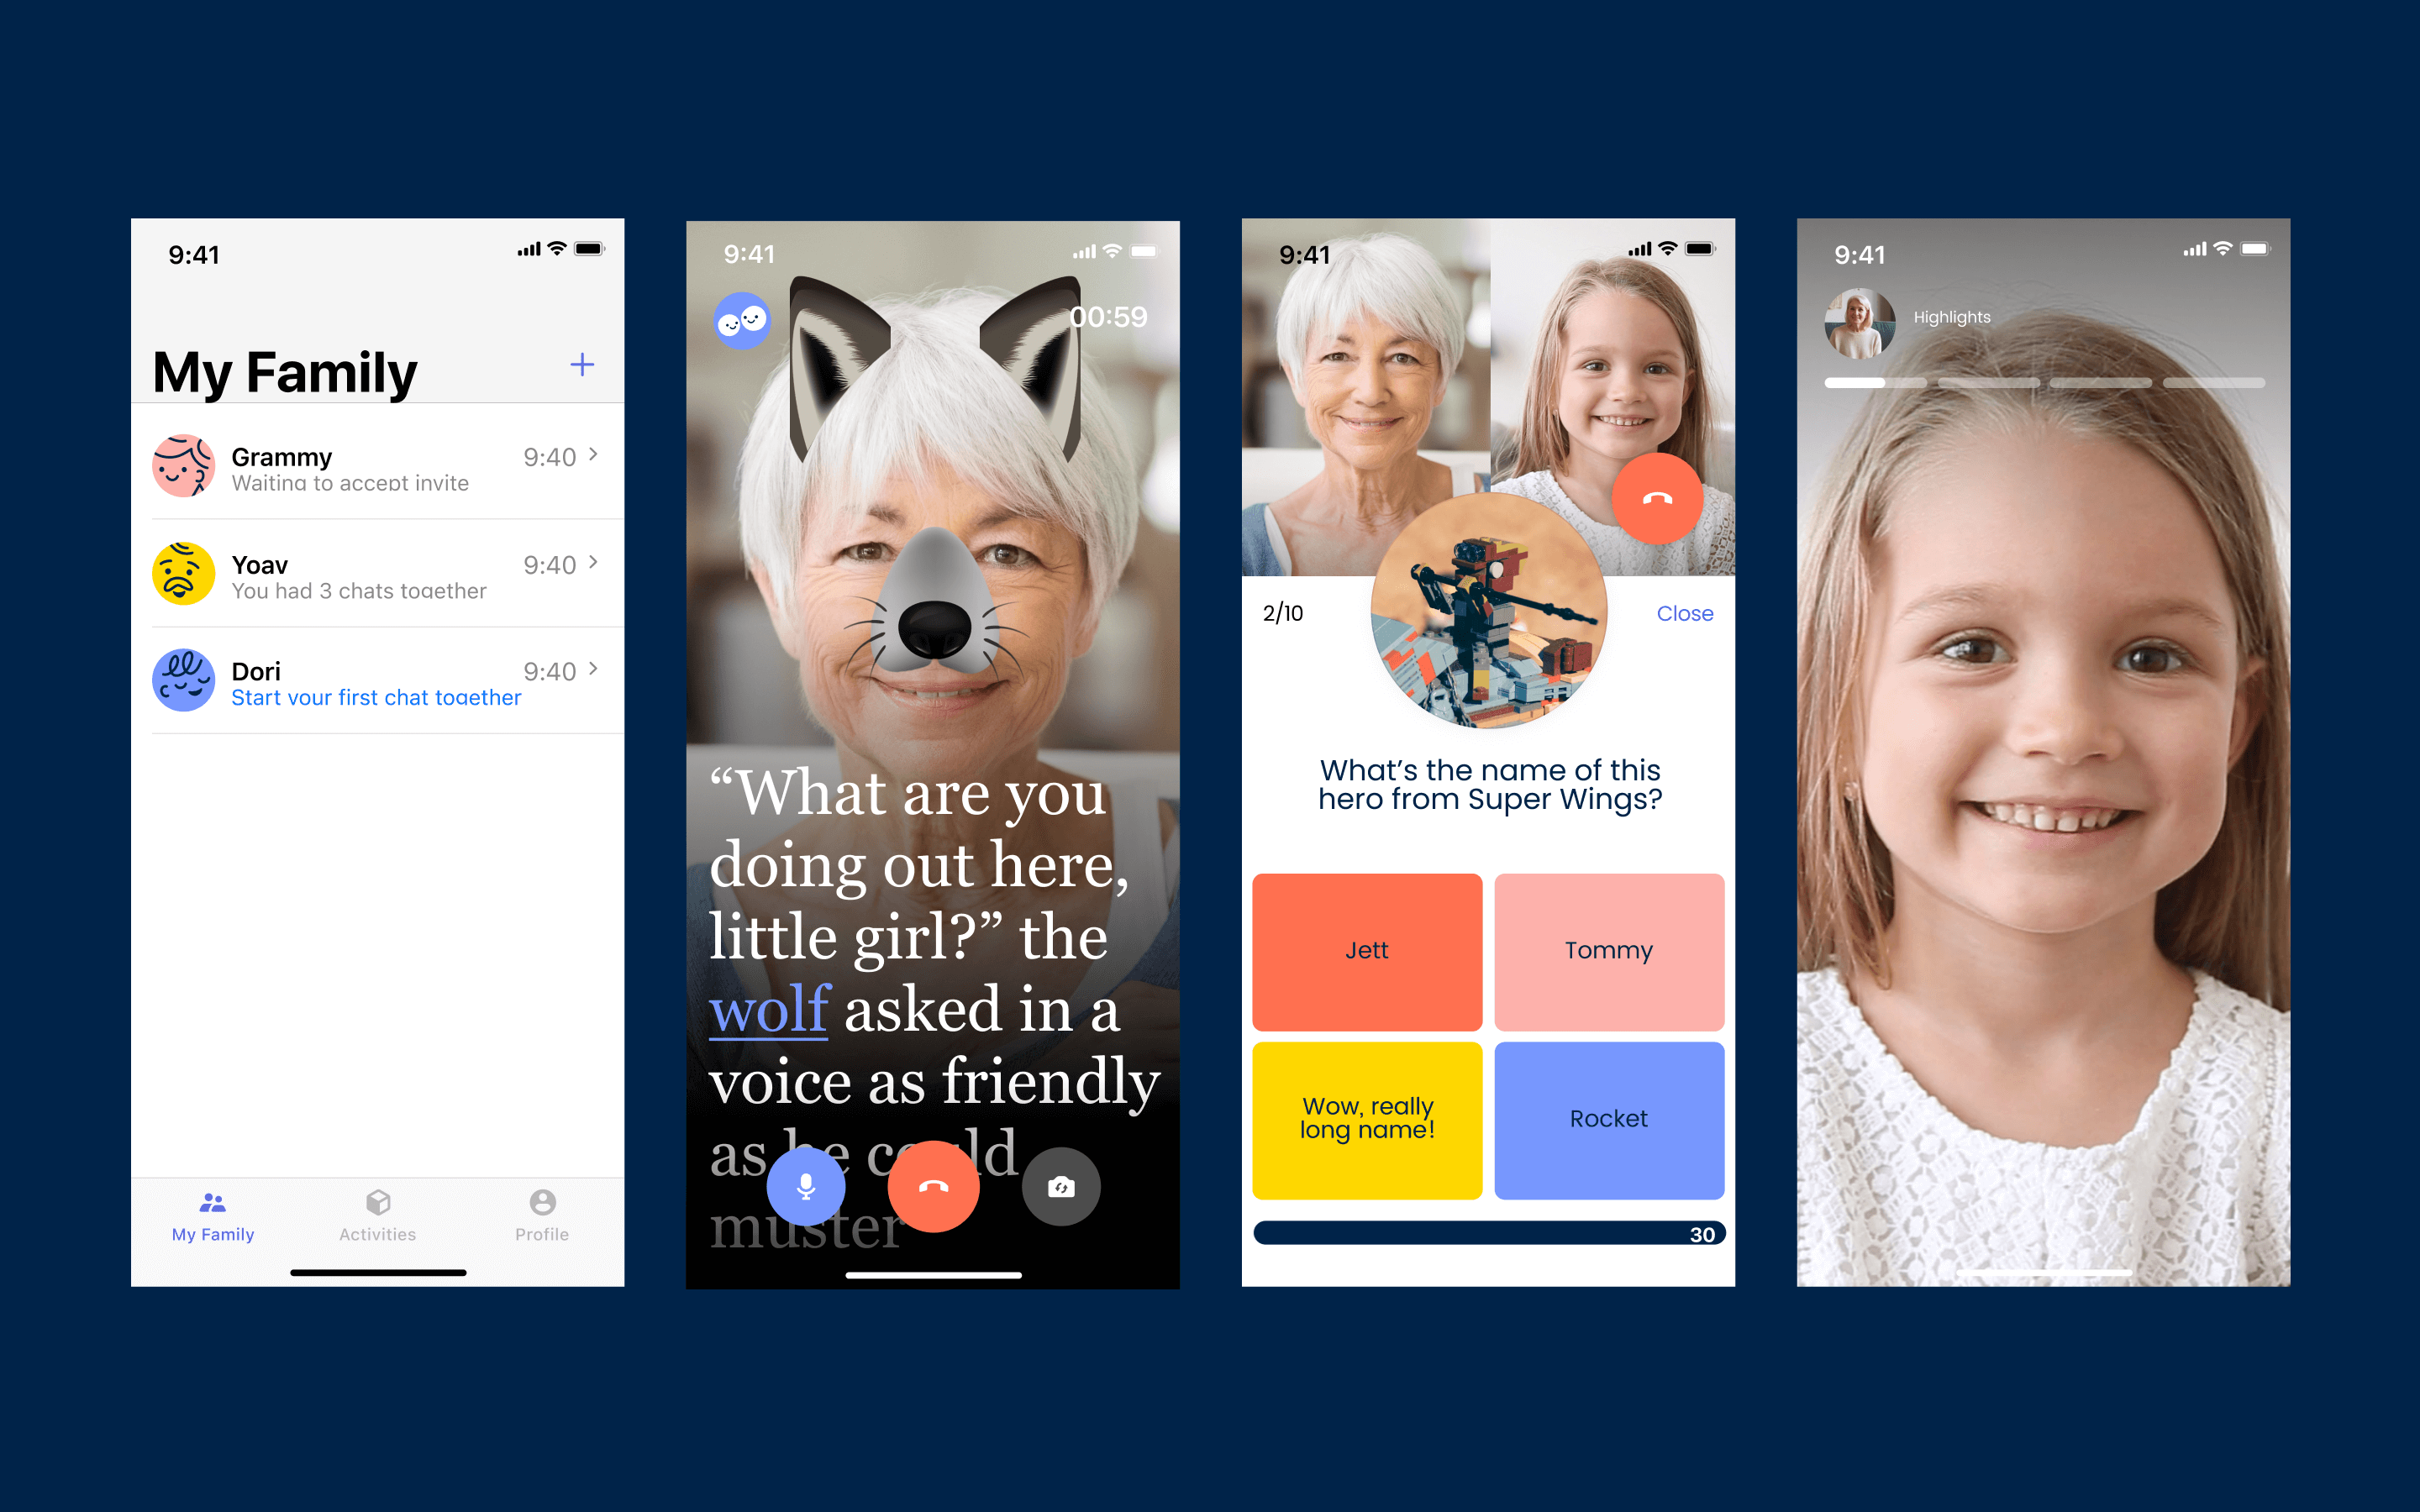 9:41
My Family
Grammy
9:40
Waiting to accept invite
Yoav
9:40
You had 3 chats together
Dori
9:40
Start your first chat together
My Family
Activities
Profile
9:41
00:59
“What are you
doing out here,
little girl?” the
wolf asked in a
voice as friendly
as he could
muster
9:41
2/10
Close
What’s the name of this
hero from Super Wings?
Jett
Tommy
Wow, really
long name!
Rocket
30
9:41
Highlights